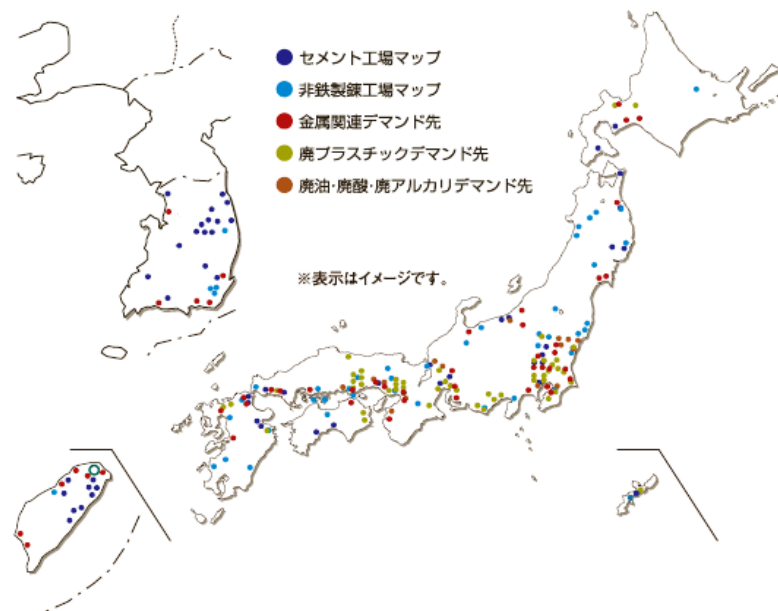 セメント工場マップ
非鉄製錬工場マップ
金属関連デマンド先
廃プラスチックデマンド先
廃油・廃酸・廃アルカリデマンド先
※表示はイメージです。